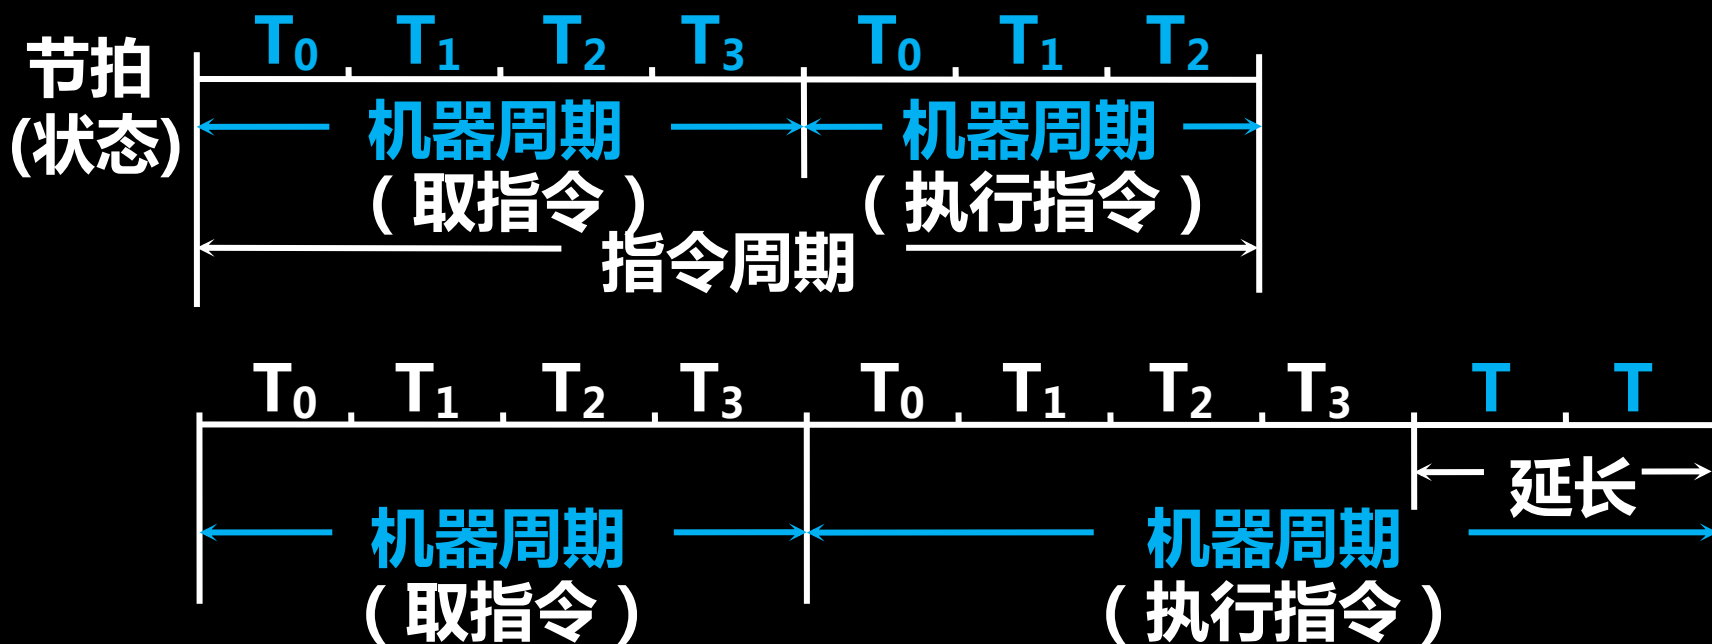 T0 T1 T2 T3 T0 T1 T2
节拍
(状态)
机器周期 机器周期
（取指令） （执行指令）
指令周期
T0 T1 T2 T3 T0 T1 T2 T3 T T
延长
机器周期 机器周期
（取指令） （执行指令）